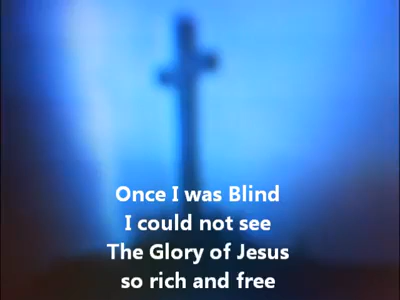 Once I was Blind
I could not see
The Glory of Jesus
so rich and free